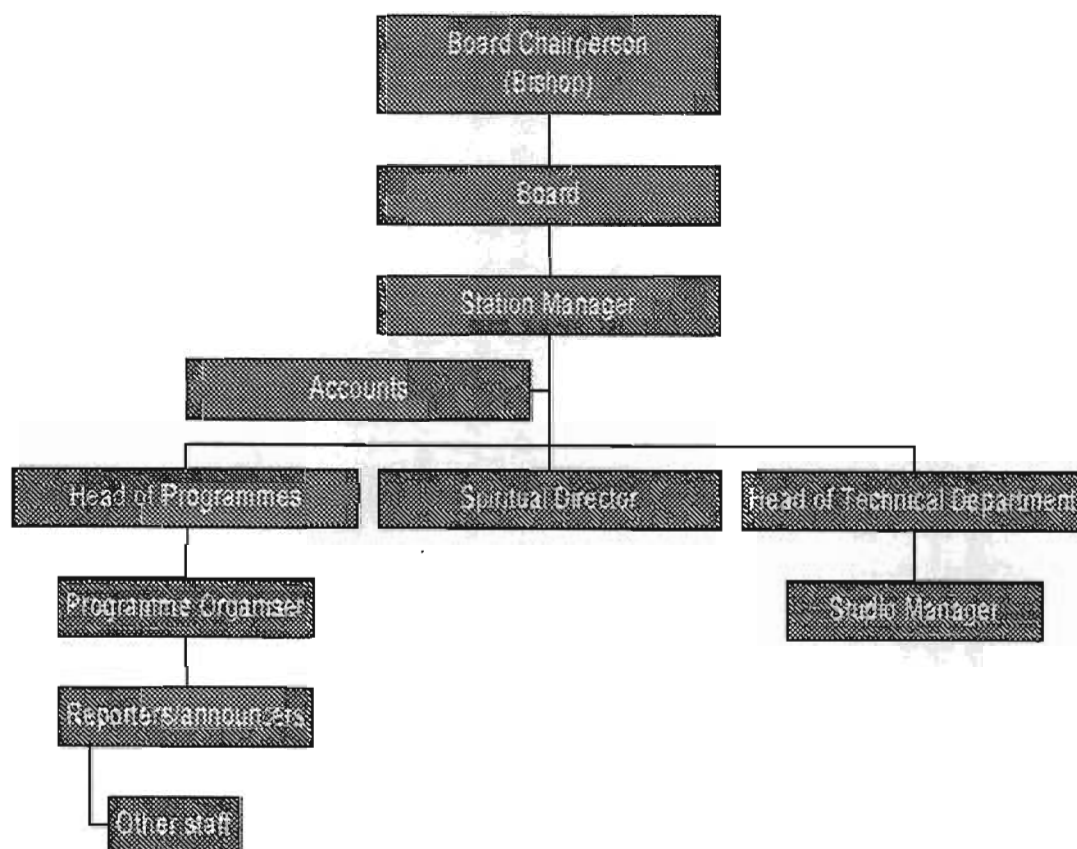 Board Chairperson
(Bishop)
Board
Station Manager
Accounts
Head of Programmes
Spiritual Director
Head of Technical Department
Programme Organiser
Studio Manager
Reporters/announcers
Other staff